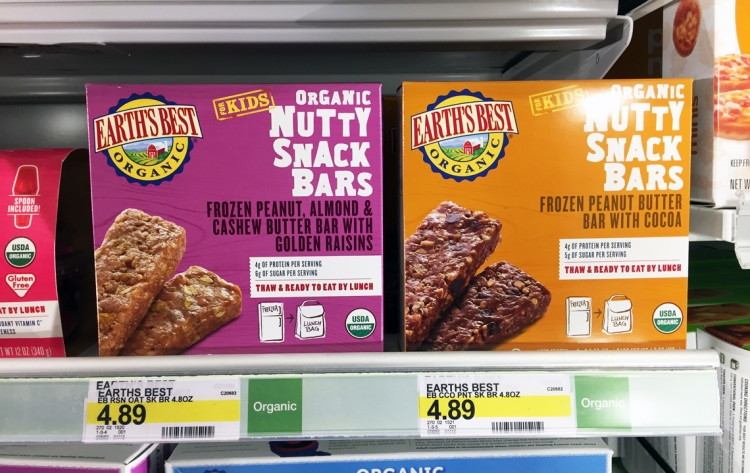 EARTH'S BEST
ORGANIC
FOR KIDS
ORGANIC
NUTTY
SNACK
BARS
FROZEN PEANUT, ALMOND &
CASHEW BUTTER BAR WITH
GOLDEN RAISINS
4g OF PROTEIN PER SERVING
6g OF SUGAR PER SERVING
THAW & READY TO EAT BY LUNCH
FREEZER
LUNCH
BAG
USDA
ORGANIC
EARTH'S BEST
ORGANIC
FOR KIDS
ORGANIC
NUTTY
SNACK
BARS
FROZEN PEANUT BUTTER
BAR WITH COCOA
4g OF PROTEIN PER SERVING
5g OF SUGAR PER SERVING
THAW & READY TO EAT BY LUNCH
FREEZER
LUNCH
BAG
USDA
ORGANIC
SPOON
INCLUDED!
USDA
ORGANIC
Gluten
Free
AT BY LUNCH
VITAMIN C
NET WT 12 OZ (340g)
KEEP
NET W
EARTHS BEST
EB RSN OAT SK BR 4.8OZ
4.89
Organic
EARTHS BEST
EB CCO PNT SK BR 4.8OZ
4.89
Organic
ORGANIC